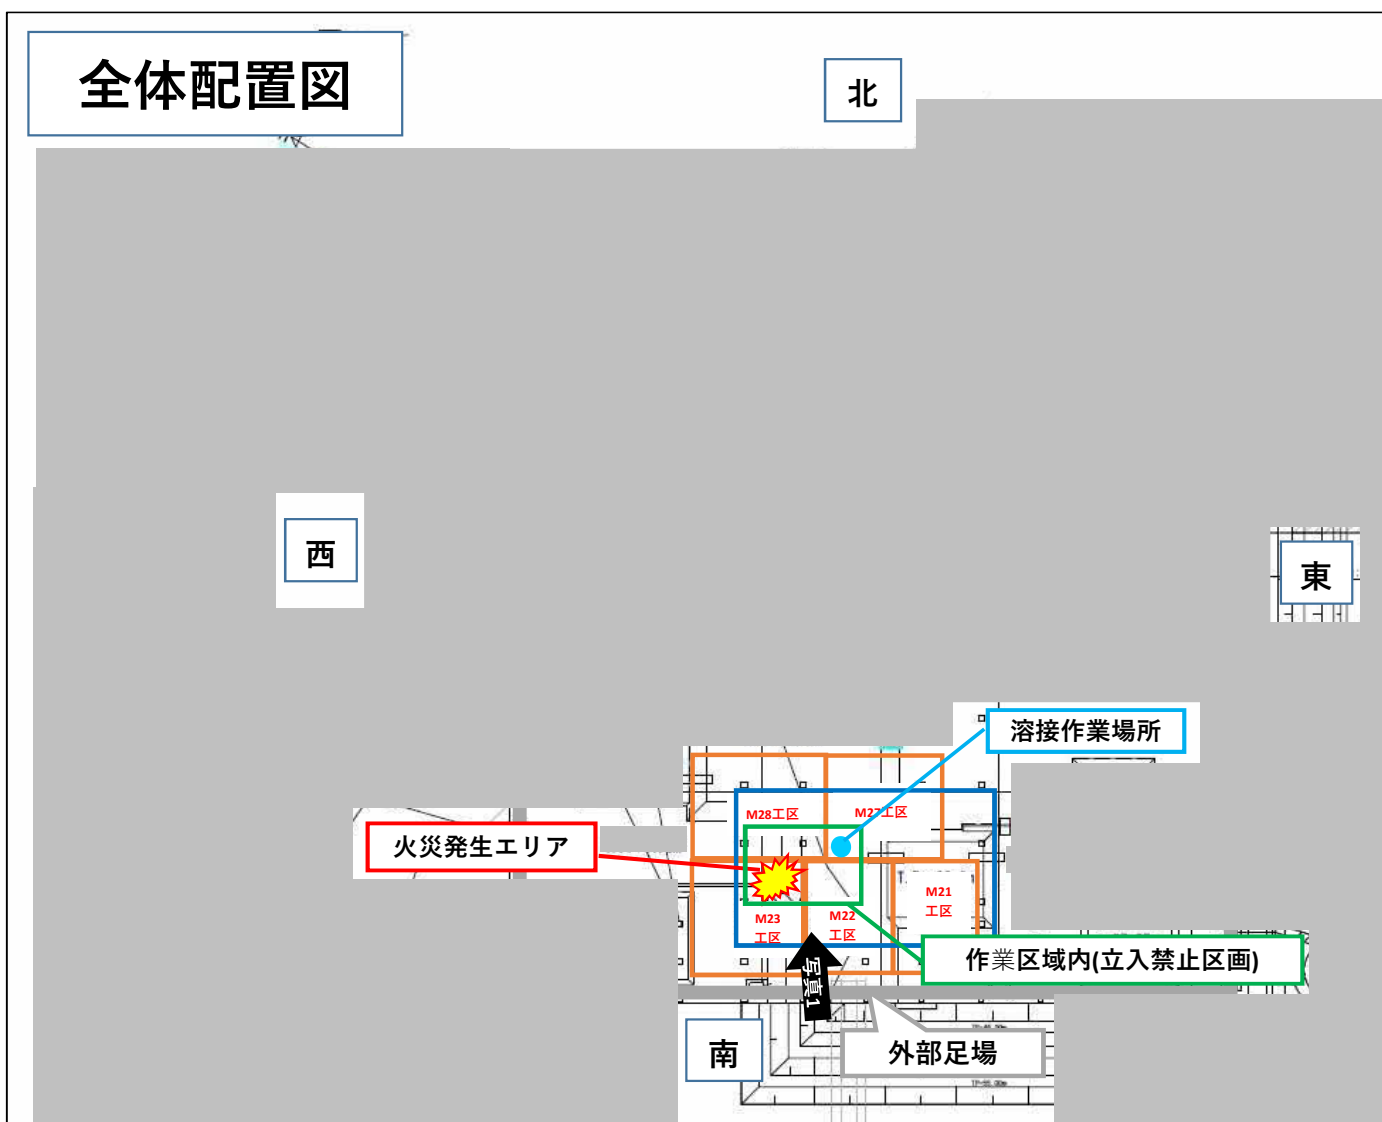 全体配置図
北
西
東
溶接作業場所
M28工区
M27工区
火災発生エリア
M21
工区
M23
工区
M22
工区
作業区域内(立入禁止区画)
写真1
南
外部足場